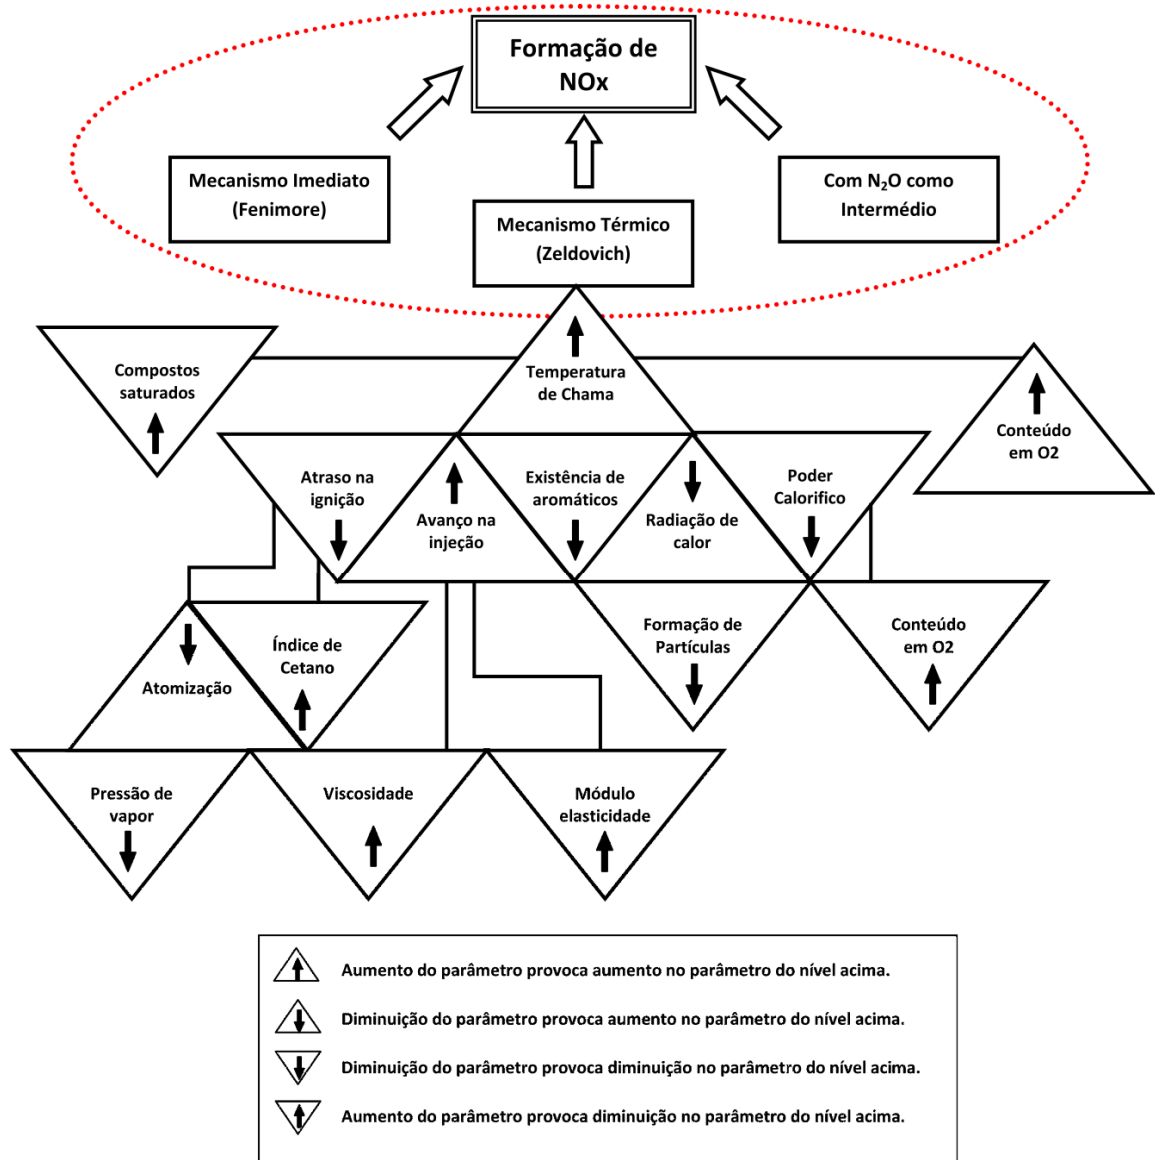 Formação de
NOx
Mecanismo Imediato
(Fenimore)
Mecanismo Térmico
(Zeldovich)
Com N₂O como
Intermédio
Compostos
saturados
Temperatura
de Chama
Conteúdo
em O2
Atraso na
ignição
Avanço na
injeção
Existência de
aromáticos
Radiação de
calor
Poder
Calorifico
Atomização
Índice de
Cetano
Formação de
Partículas
Conteúdo
em O2
Pressão de
vapor
Viscosidade
Módulo
elasticidade
Aumento do parâmetro provoca aumento no parâmetro do nível acima.
Diminuição do parâmetro provoca aumento no parâmetro do nível acima.
Diminuição do parâmetro provoca diminuição no parâmetro do nível acima.
Aumento do parâmetro provoca diminuição no parâmetro do nível acima.